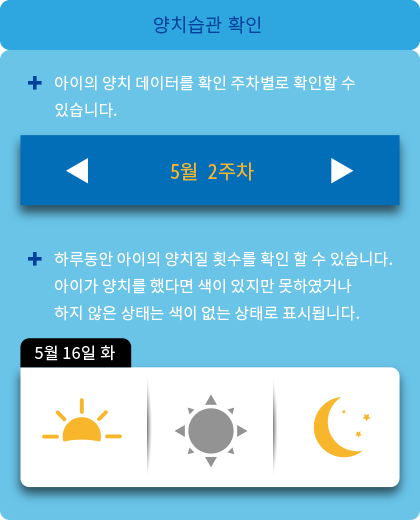 양치습관 확인
아이의 양치 데이터를 확인 주차별로 확인할 수
있습니다.
5월 2주차
하루동안 아이의 양치질 횟수를 확인 할 수 있습니다.
아이가 양치를 했다면 색이 있지만 못하였거나
하지 않은 상태는 색이 없는 상태로 표시됩니다.
5월 16일 화